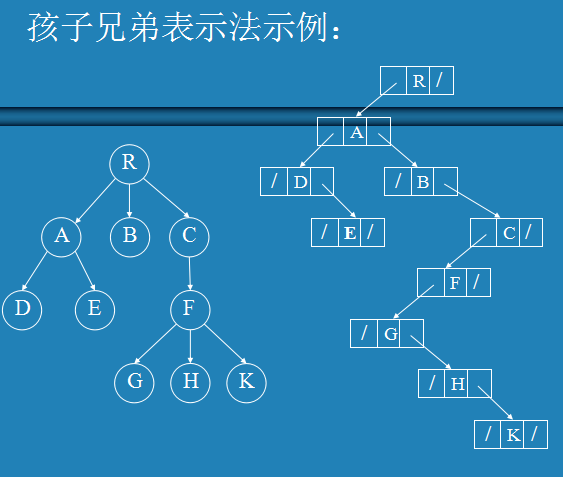 孩子兄弟表示法示例：
R /
A
/ D
/ B
/ E /
C /
/ F /
/ G
/ H
/ K /
R
A B C
D E F
G H K